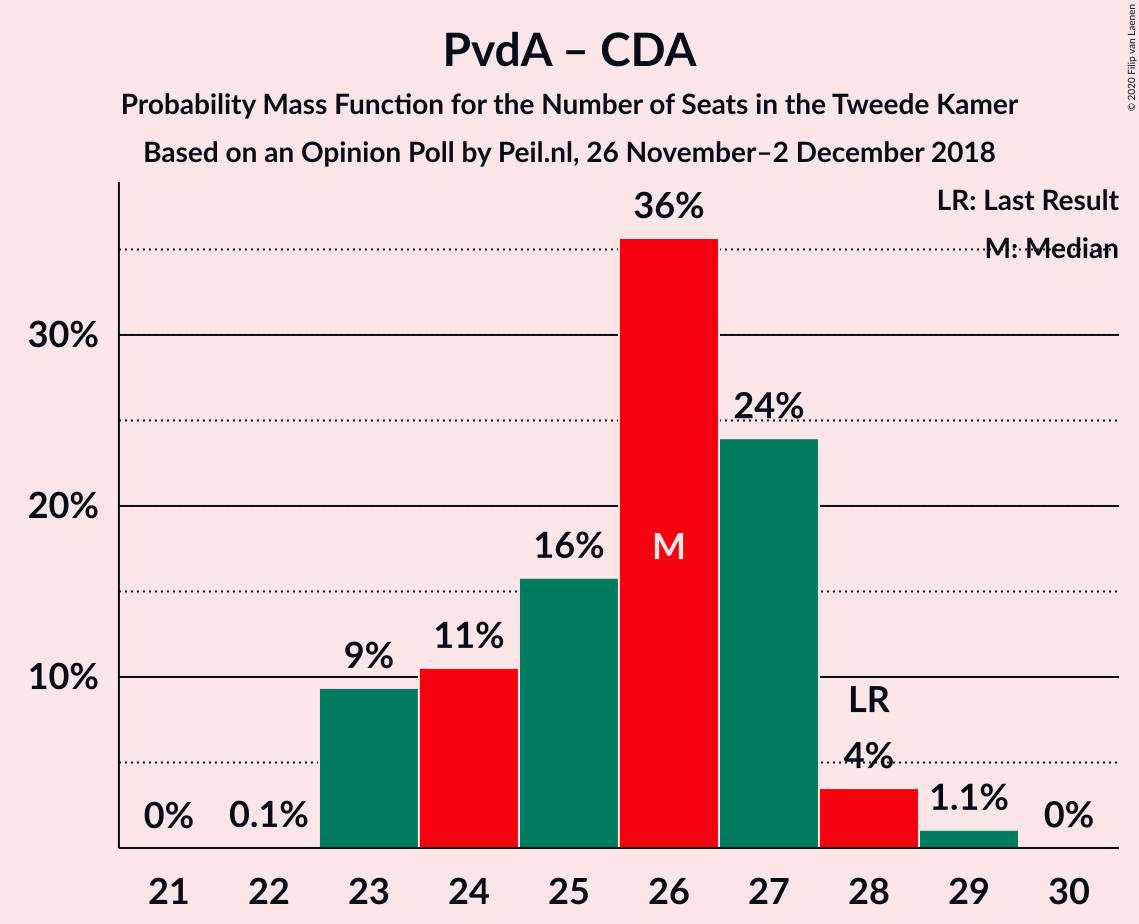 PvdA – CDA
Probability Mass Function for the Number of Seats in the Tweede Kamer
Based on an Opinion Poll by Peil.nl, 26 November–2 December 2018
© 2020 Filip van Laenen
LR: Last Result
M: Median
30%
20%
10%
0%
0.1%
9%
11%
16%
36%
M
24%
LR
4%
1.1%
0%
21 22 23 24 25 26 27 28 29 30